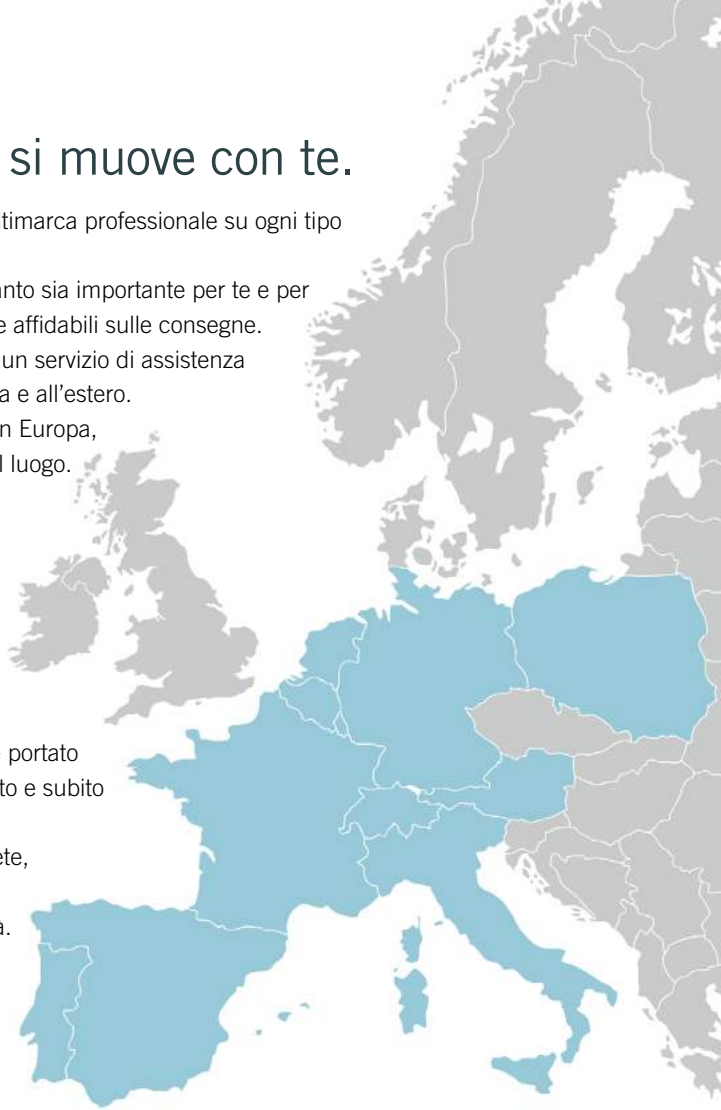 si muove con te.
timarca professionale su ogni tipo
anto sia importante per te e per
e affidabili sulle consegne.
un servizio di assistenza
a e all'estero.
n Europa,
l luogo.
portato
to e subito
ete,
à.